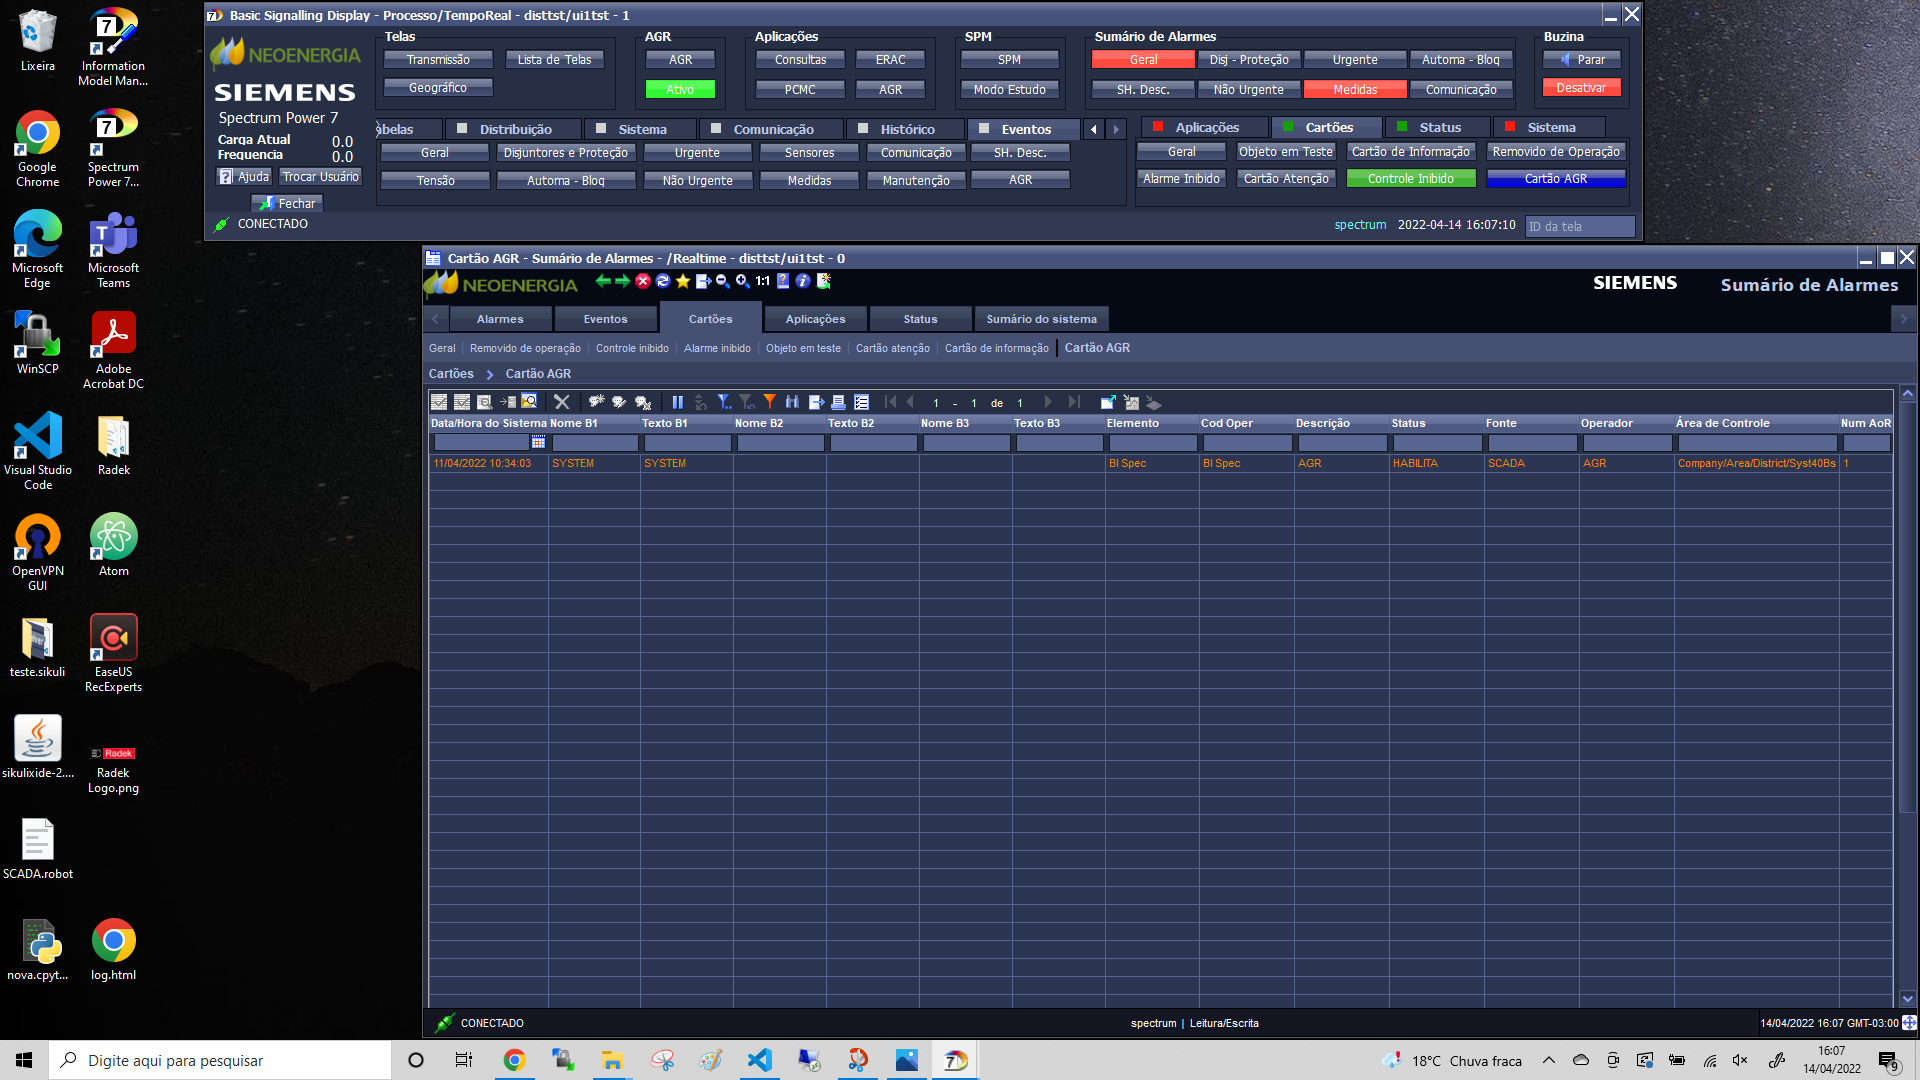 Lixeira
Information Model Man...
Google Chrome
Spectrum Power 7...
Microsoft Edge
Microsoft Teams
WinSCP
Adobe Acrobat DC
Visual Studio Code
Radek
OpenVPN GUI
Atom
teste.sikuli
EaseUS RecExperts
sikulixide-2....
Radek
Radek Logo.png
SCADA.robot
nova.cpyt...
log.html
Basic Signalling Display - Processo/TempoReal - disttst/ui1tst - 1
NEOENERGIA
SIEMENS
Spectrum Power 7
Carga Atual 0.0
Frequencia 0.0
Ajuda Trocar Usuário
Fechar
CONECTADO
Telas
Transmissão Lista de Telas
Geográfico
AGR
AGR
Ativo
Aplicações
Consultas ERAC
PCMC AGR
SPM
SPM
Modo Estudo
Sumário de Alarmes
Geral Disj - Proteção Urgente Automa - Bloq
SH. Desc. Não Urgente Medidas Comunicação
Buzina
Parar
Desativar
abelas Distribuição Sistema Comunicação Histórico Eventos
Geral Disjuntores e Proteção Urgente Sensores Comunicação SH. Desc.
Tensão Automa - Bloq Não Urgente Medidas Manutenção AGR
Aplicações Cartões Status Sistema
Geral Objeto em Teste Cartão de Informação Removido de Operação
Alarme Inibido Cartão Atenção Controle Inibido Cartão AGR
spectrum 2022-04-14 16:07:10 ID da tela
Cartão AGR - Sumário de Alarmes - /Realtime - disttst/ui1tst - 0
NEOENERGIA 1:1 SIEMENS Sumário de Alarmes
Alarmes Eventos Cartões Aplicações Status Sumário do sistema
Geral Removido de operação Controle inibido Alarme inibido Objeto em teste Cartão atenção Cartão de informação Cartão AGR
Cartões Cartão AGR
1 - 1 de 1
Data/Hora do Sistema Nome B1 Texto B1 Nome B2 Texto B2 Nome B3 Texto B3 Elemento Cod Oper Descrição Status Fonte Operador Área de Controle Num AoR
11/04/2022 10:34:03 SYSTEM SYSTEM BI Spec BI Spec AGR HABILITA SCADA AGR Company/Area/District/Syst40Bs 1
CONECTADO spectrum | Leitura/Escrita 14/04/2022 16:07 GMT-03:00
Digite aqui para pesquisar 18°C Chuva fraca 16:07
14/04/2022
9